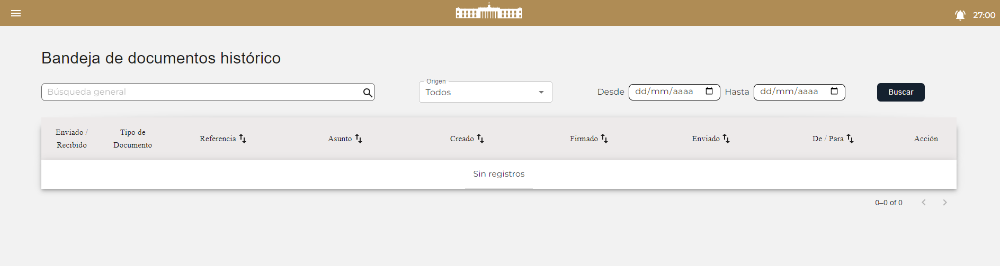 27:00
Bandeja de documentos histórico
Búsqueda general
Origen
Todos
Desde dd/mm/aaaa Hasta dd/mm/aaaa
Buscar
Enviado / Recibido
Tipo de Documento
Referencia
Asunto
Creado
Firmado
Enviado
De / Para
Acción
Sin registros
0–0 of 0